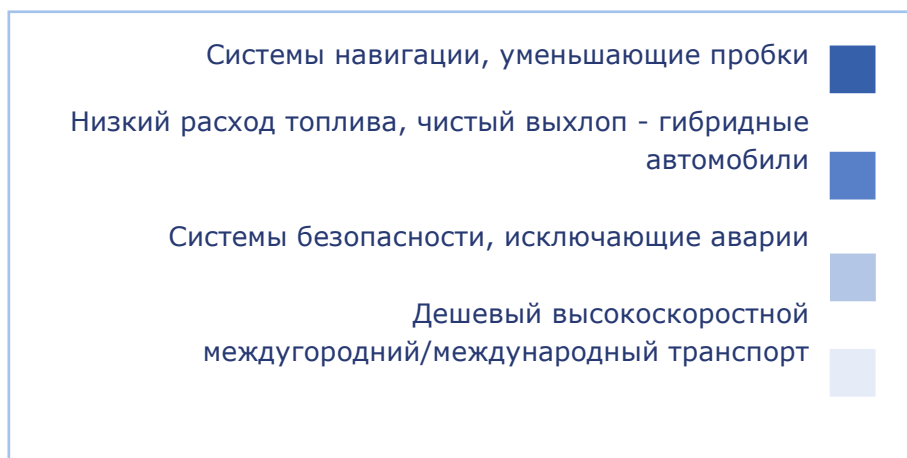 Системы навигации, уменьшающие пробки
Низкий расход топлива, чистый выхлоп - гибридные
автомобили
Системы безопасности, исключающие аварии
Дешевый высокоскоростной
междугородний/международный транспорт